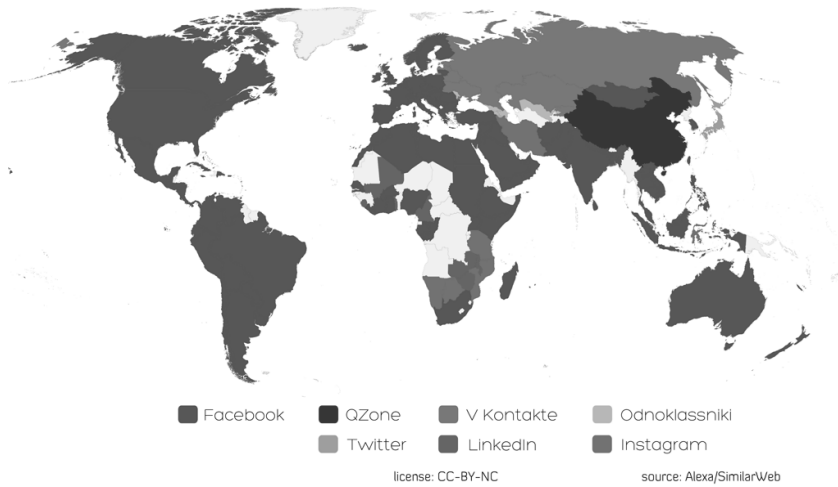 Facebook QZone V Kontakte Odnoklassniki
Twitter LinkedIn Instagram
license: CC-BY-NC source: Alexa/SimilarWeb